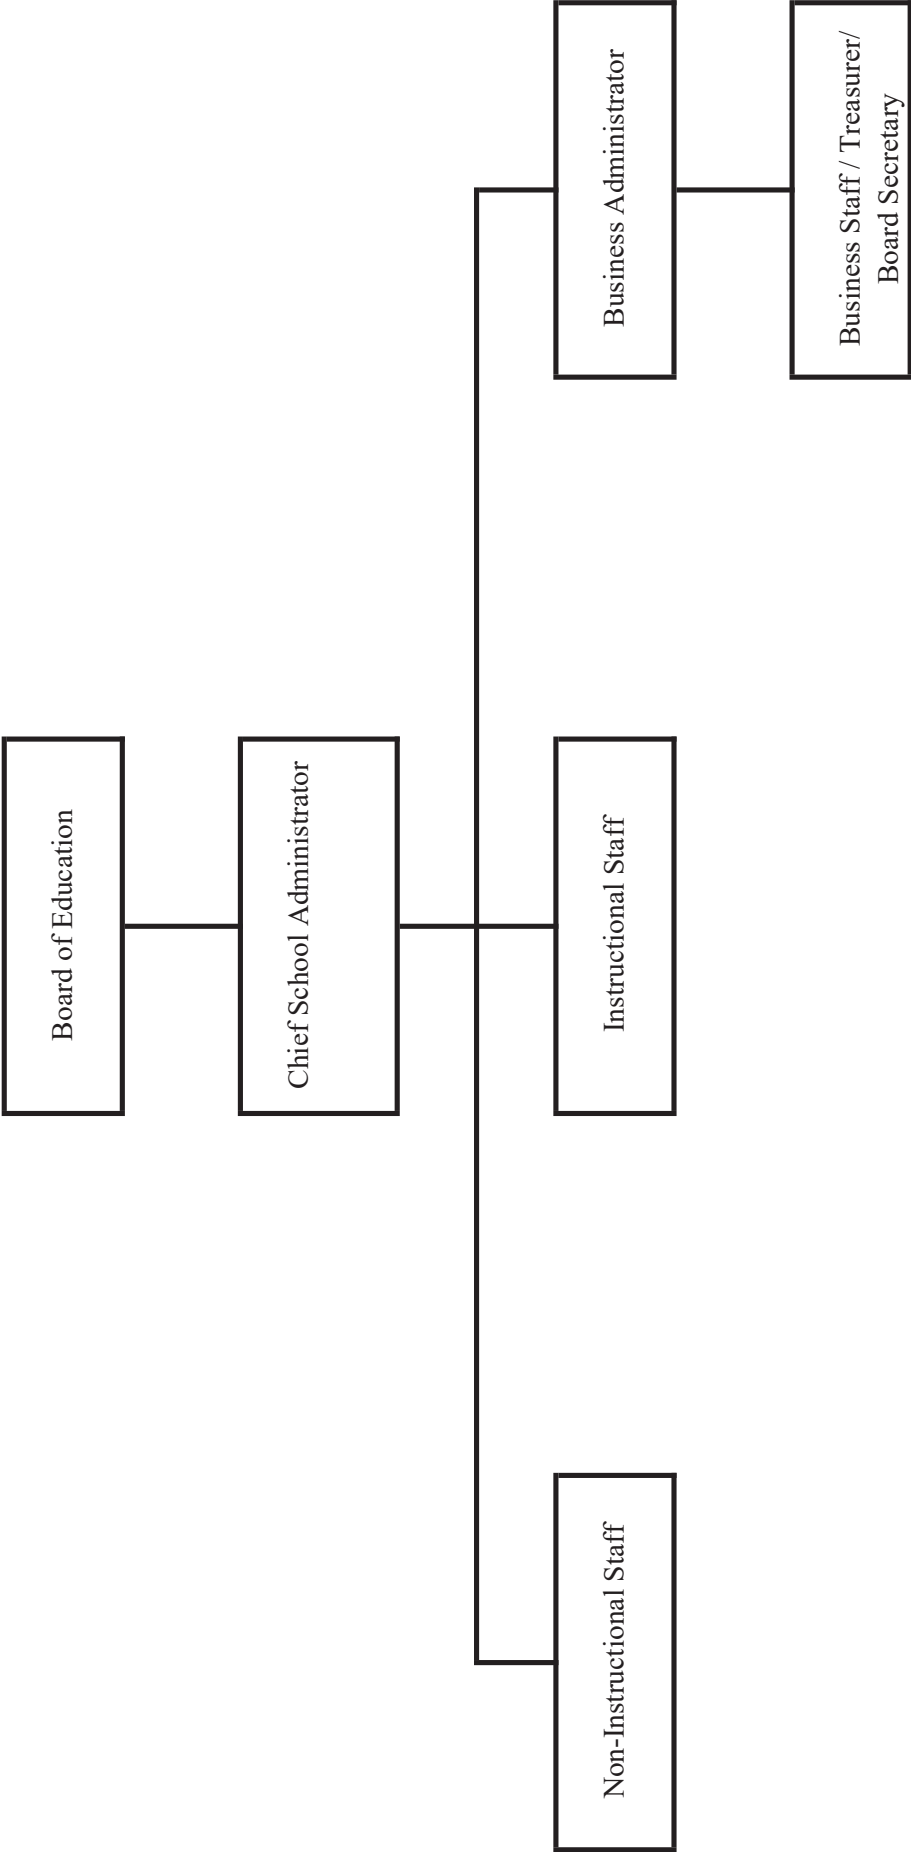 Board of Education
Chief School Administrator
Non-Instructional Staff
Instructional Staff
Business Administrator
Business Staff / Treasurer/
Board Secretary